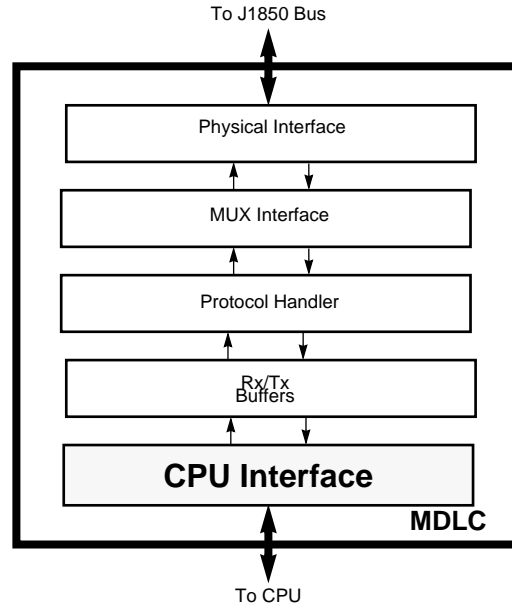 To J1850 Bus
Physical Interface
MUX Interface
Protocol Handler
Rx/Tx
Buffers
CPU Interface
MDLC
To CPU